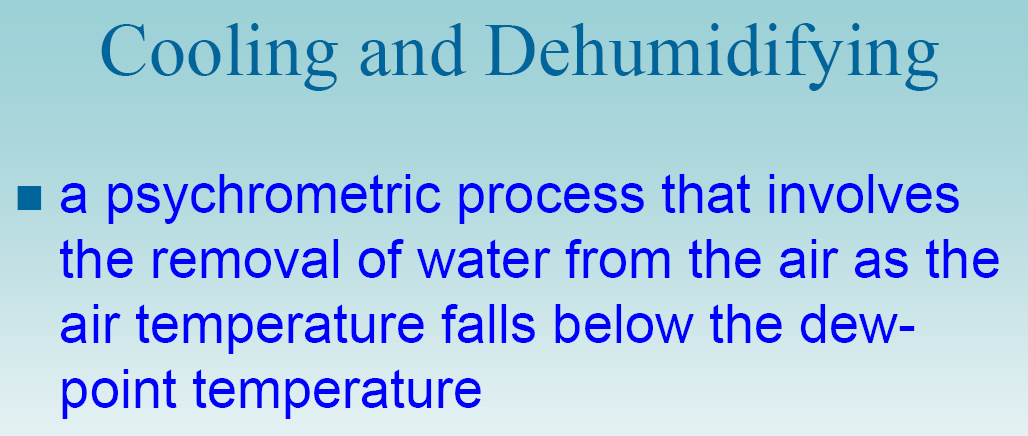 Cooling and Dehumidifying
a psychrometric process that involves
the removal of water from the air as the
air temperature falls below the dew-
point temperature